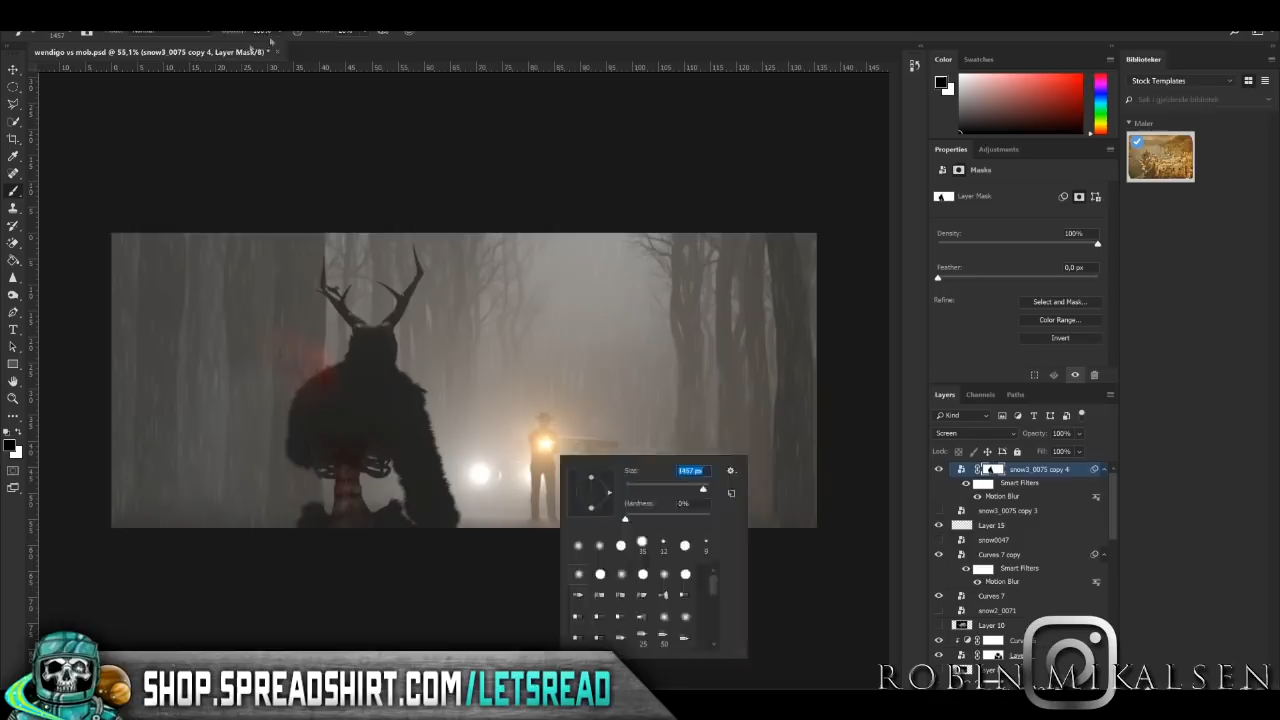 wendigo vs mob.psd @ 55,1% (snow3_0075 copy 4, Layer Mask/8) *
Color
Swatches
Biblioteker
Stock Templates
Søk i gjeldende bibliotek
Maler
Properties
Adjustments
Masks
Layer Mask
Density:
100%
Feather:
0,0 px
Refine:
Select and Mask...
Color Range...
Invert
Layers
Channels
Paths
Kind
Screen
Opacity: 100%
Lock:
Fill: 100%
snow3_0075 copy 4
Smart Filters
Motion Blur
snow3_0075 copy 3
Layer 15
snow0047
Curves 7 copy
Smart Filters
Motion Blur
Curves 7
snow2_0071
Layer 10
Size:
1457 px
Hardness:
0%
35
12
9
25
50
SHOP.SPREADSHIRT.COM/LETSREAD
ROBIN MIKALSEN